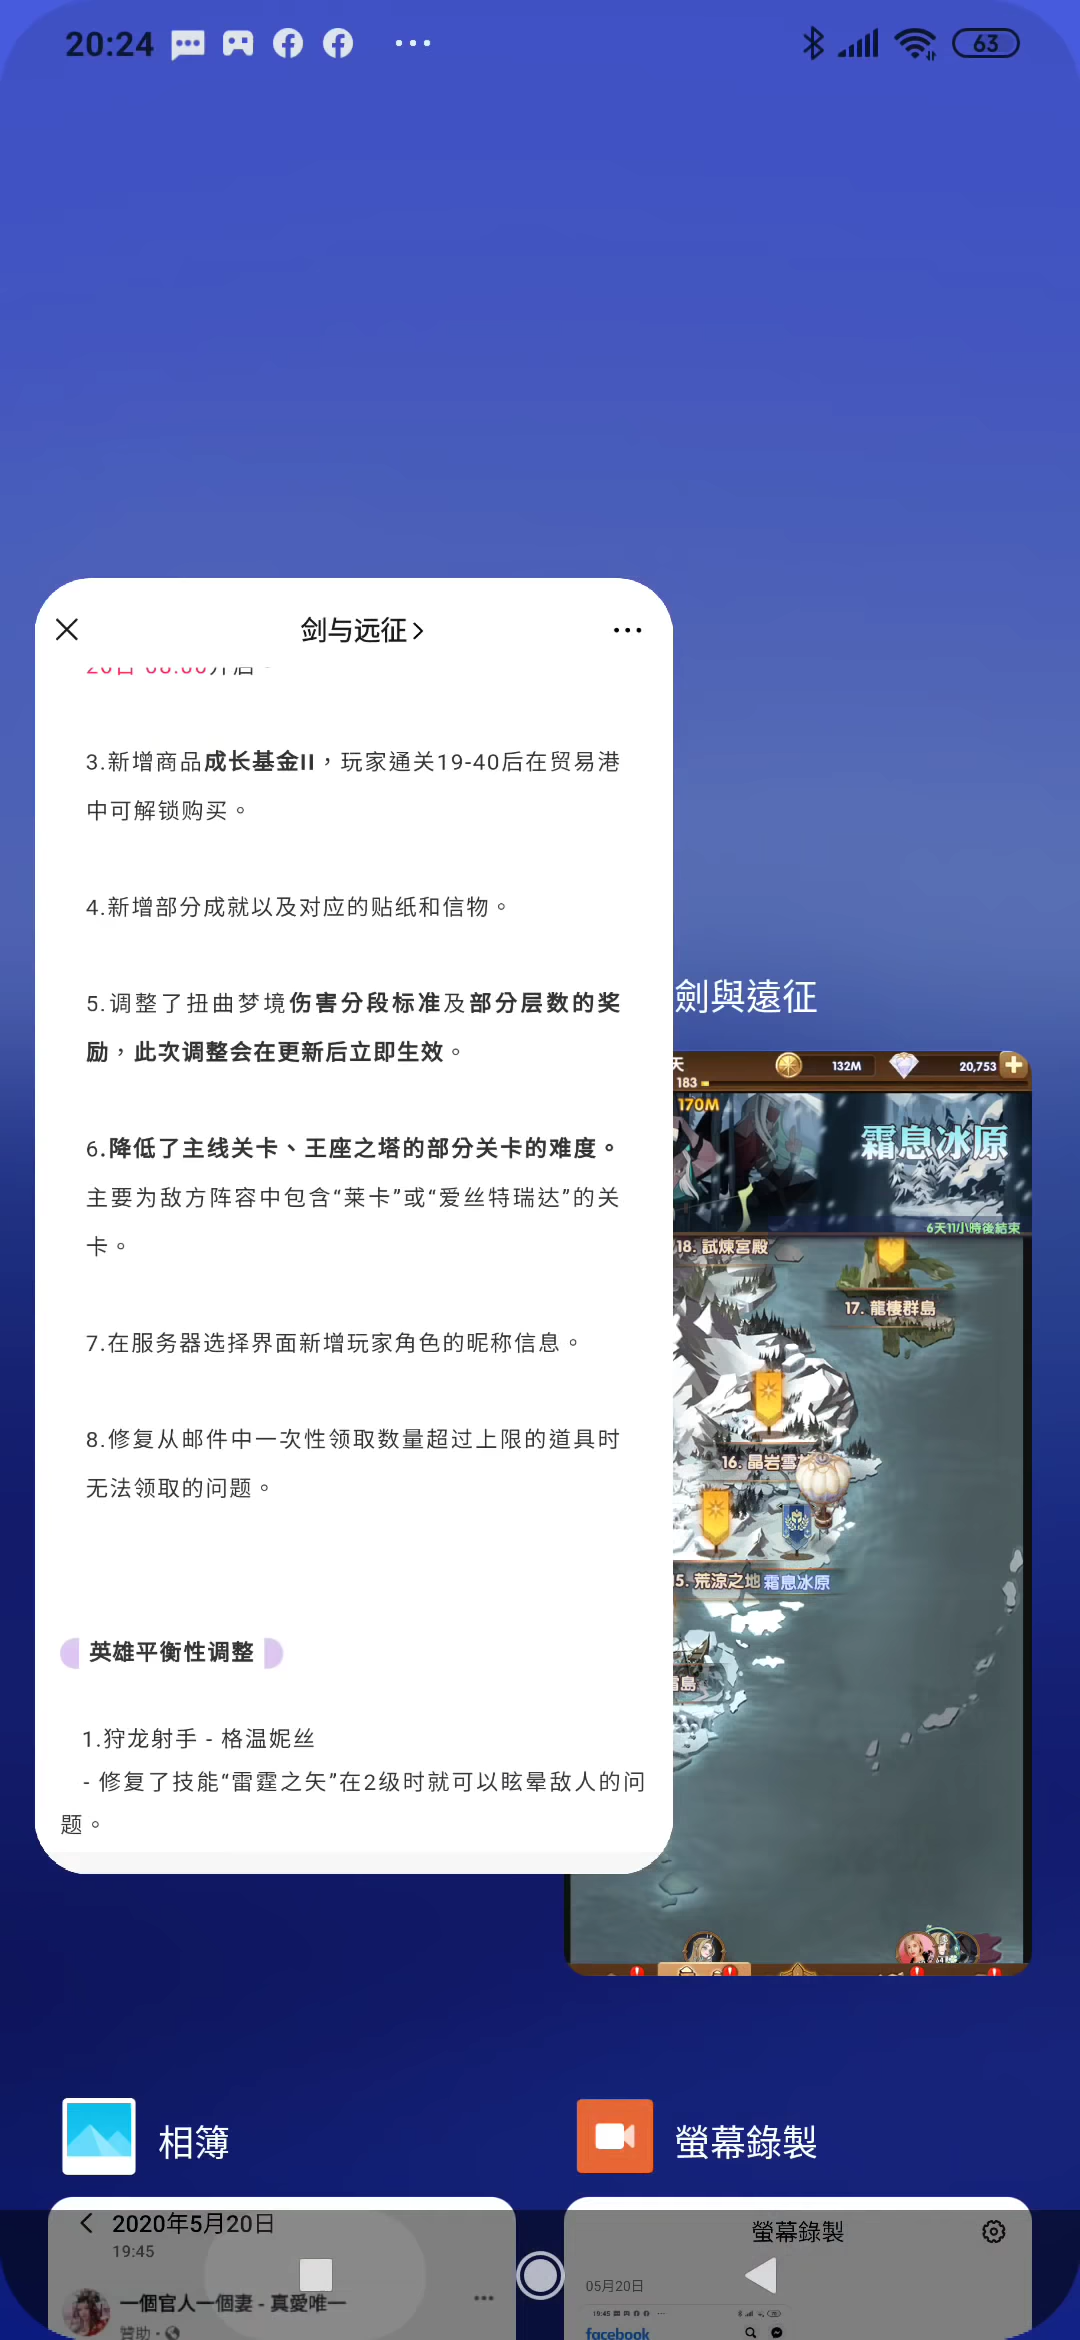 20:24
63
剑与远征
3.新增商品成长基金II，玩家通关19-40后在贸易港
中可解锁购买。
4.新增部分成就以及对应的贴纸和信物。
5.调整了扭曲梦境伤害分段标准及部分层数的奖
励，此次调整会在更新后立即生效。
6.降低了主线关卡、王座之塔的部分关卡的难度。
主要为敌方阵容中包含“莱卡”或“爱丝特瑞达”的关
卡。
7.在服务器选择界面新增玩家角色的昵称信息。
8.修复从邮件中一次性领取数量超过上限的道具时
无法领取的问题。
英雄平衡性调整
1.狩龙射手 - 格温妮丝
- 修复了技能“雷霆之矢”在2级时就可以眩晕敌人的问
题。
劍與遠征
天
132M
20,753
183
170M
霜息冰原
6天11小時後結束
18. 試煉宮殿
17. 龍棲群島
16. 晶岩雪
15. 荒涼之地
霜息冰原
島
相簿
螢幕錄製
2020年5月20日
19:45
一個官人一個妻 - 真愛唯一
贊助
螢幕錄製
05月20日
19:45
facebook